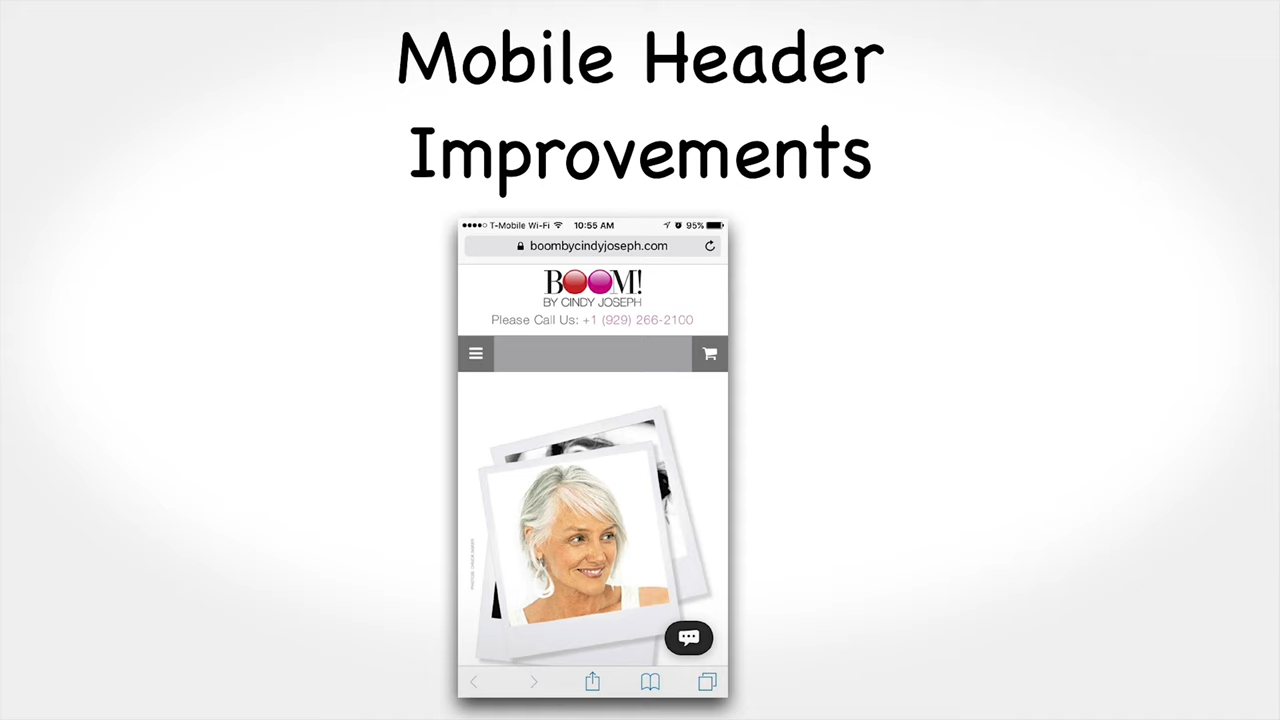 Mobile Header
Improvements
T-Mobile Wi-Fi 10:55 AM 95%
boombycindyjoseph.com
BOOM!
BY CINDY JOSEPH
Please Call Us: +1 (929) 266-2100